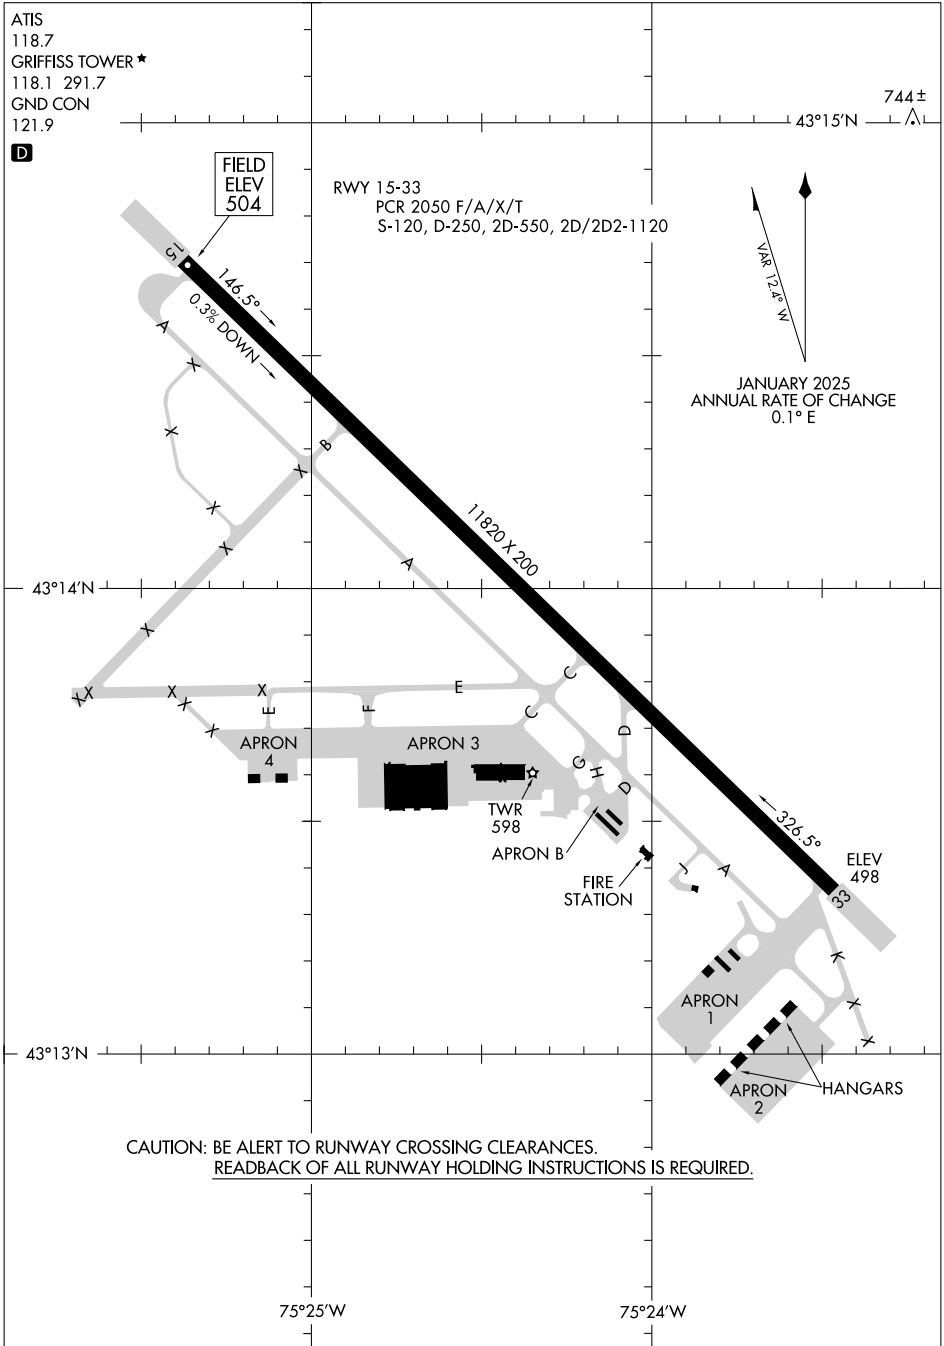 ATIS
118.7
GRIFFISS TOWER★
118.1 291.7
GND CON
121.9
D
744±
43°15'N
FIELD
ELEV
504
RWY 15-33
PCR 2050 F/A/X/T
S-120, D-250, 2D-550, 2D/2D2-1120
VAR 12.4° W
JANUARY 2025
ANNUAL RATE OF CHANGE
0.1° E
15
146.5°
0.3% DOWN
A
X
X
B
X
X
X
11820 X 200
A
43°14'N
X
C
X
X
X
X
E
X
E
F
C
X
D
APRON
4
APRON 3
G
H
D
TWR
598
APRON B
326.5°
ELEV
498
FIRE
STATION
J
A
33
K
X
X
APRON
1
43°13'N
APRON
2
HANGARS
CAUTION: BE ALERT TO RUNWAY CROSSING CLEARANCES.
READBACK OF ALL RUNWAY HOLDING INSTRUCTIONS IS REQUIRED.
75°25'W
75°24'W